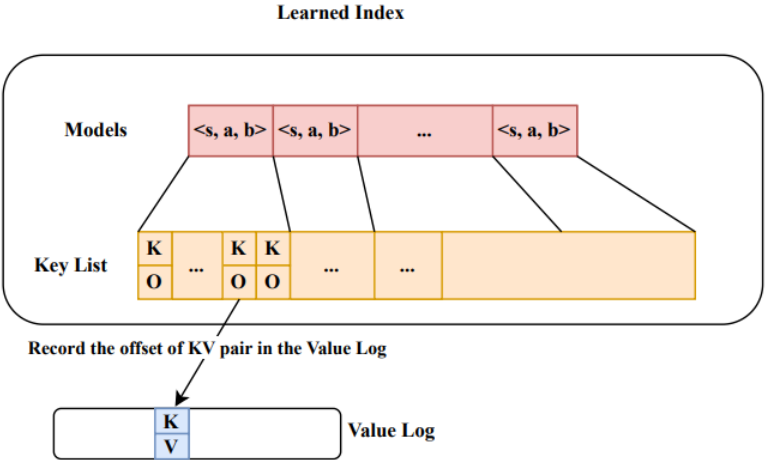 Learned Index
Models
<s, a, b> <s, a, b> ... <s, a, b>
K K K
Key List ... ... ...
O O O
Record the offset of KV pair in the Value Log
K
Value Log
V